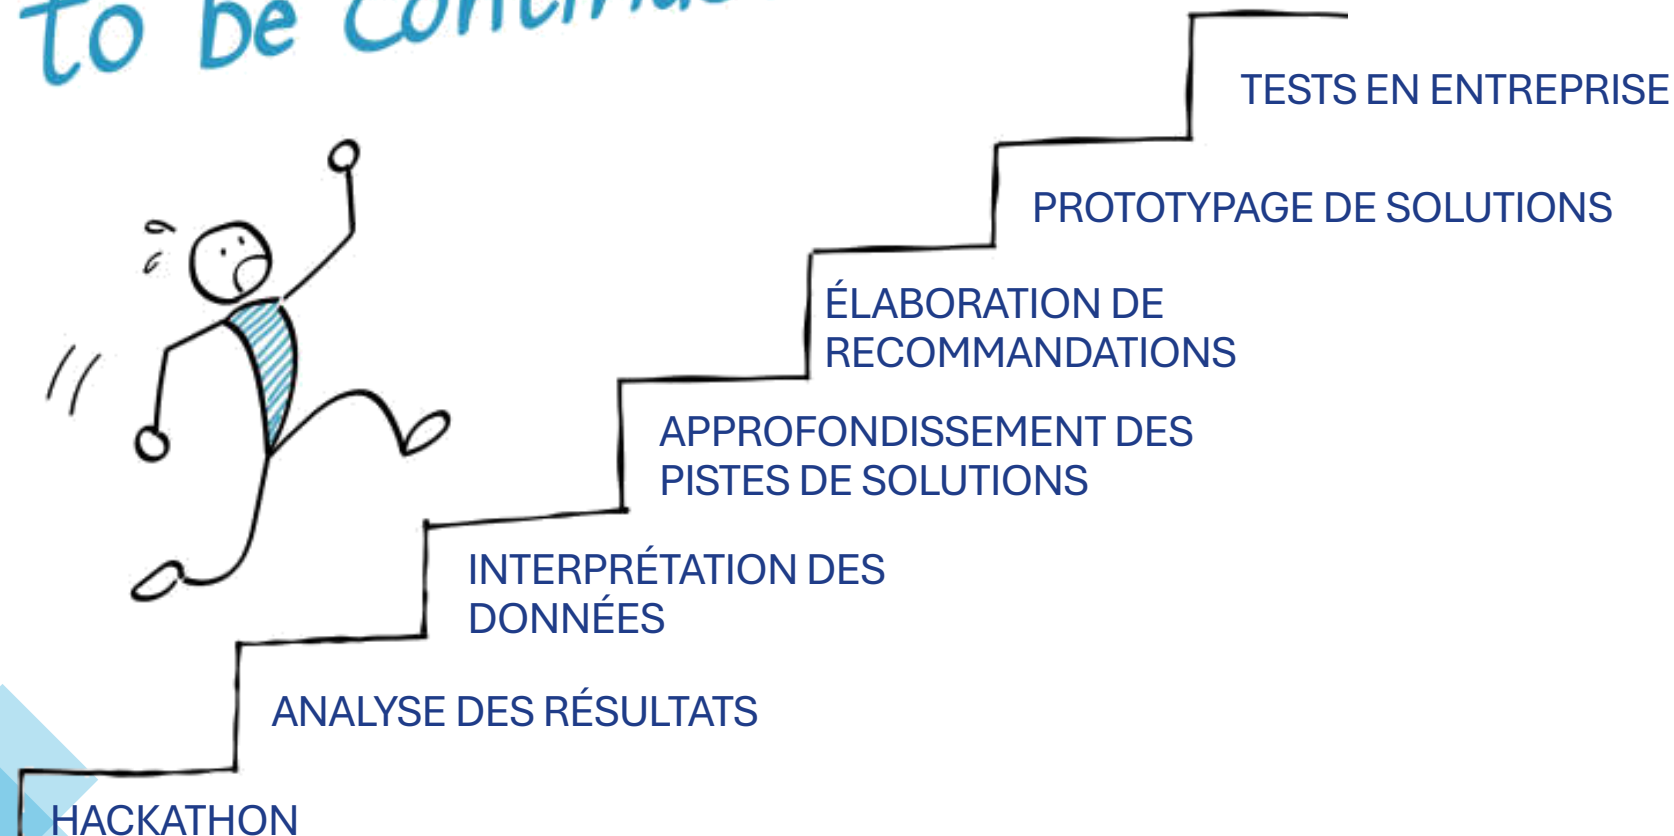 To be Continu
TESTS EN ENTREPRISE
PROTOTYPAGE DE SOLUTIONS
ÉLABORATION DE
RECOMMANDATIONS
APPROFONDISSEMENT DES
PISTES DE SOLUTIONS
INTERPRÉTATION DES
DONNÉES
ANALYSE DES RÉSULTATS
HACKATHON